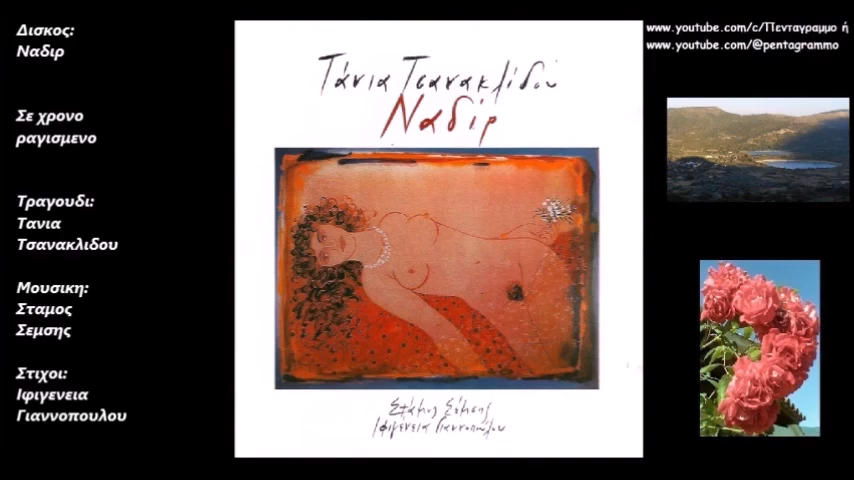 Δισκος:
Ναδιρ
Σε χρονο
ραγισμενο
Τραγουδι:
Τανια
Τσανακλιδου
Μουσικη:
Σταμος
Σεμσης
Στιχοι:
Ιφιγενεια
Γιαννοπουλου
Τάνια Τσανακλίδου
Ναδίρ
Στάμος Σέμσης
Ιφιγένεια Γιαννοπούλου
www.youtube.com/c/Πενταγραμμο ή
www.youtube.com/@pentagrammo